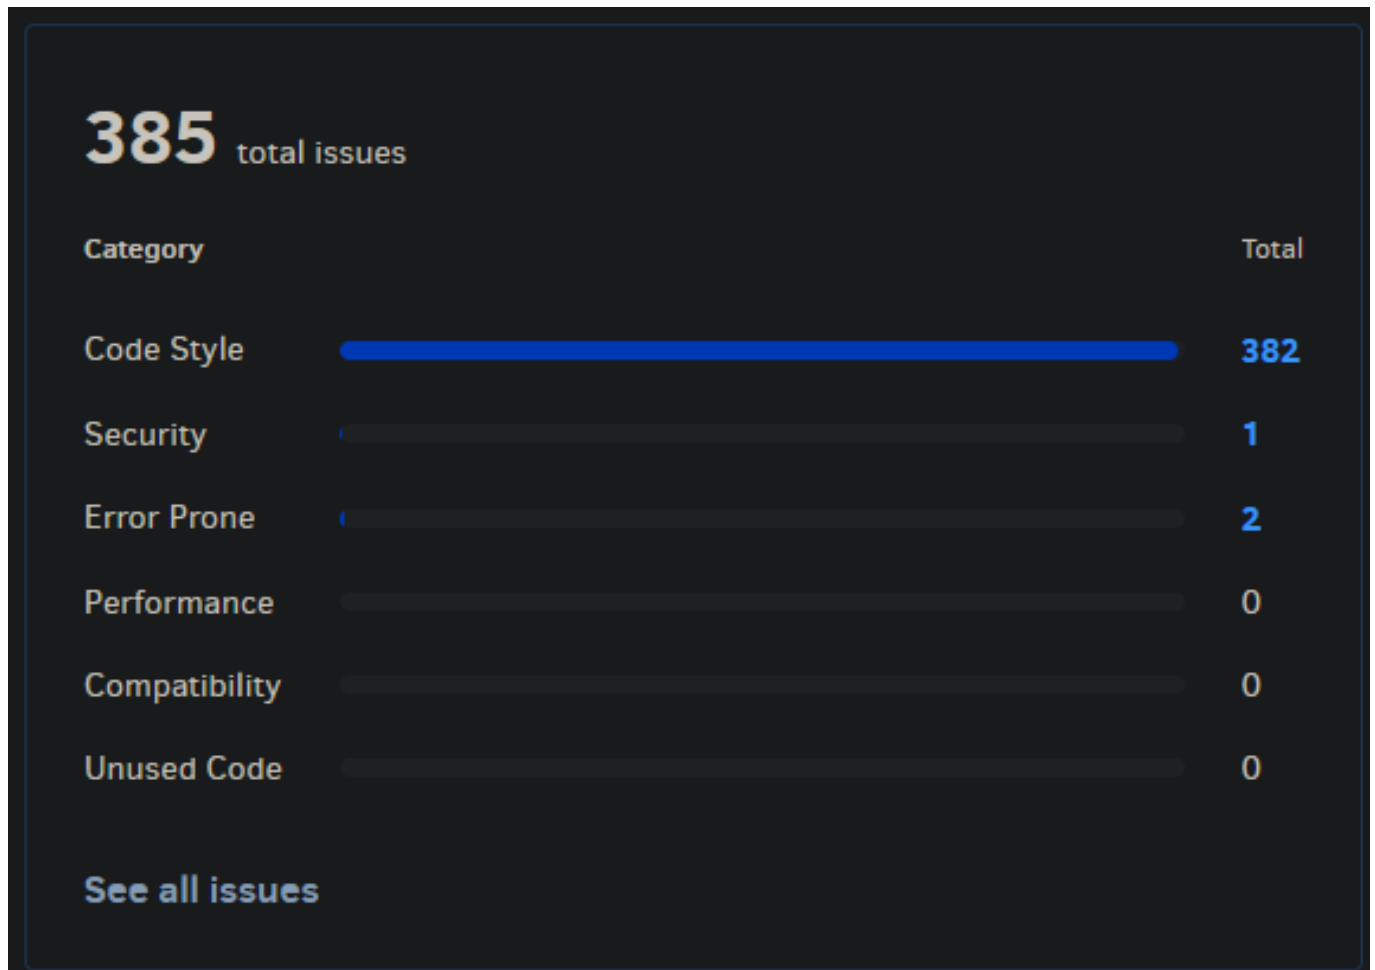 385 total issues
Category Total
Code Style 382
Security 1
Error Prone 2
Performance 0
Compatibility 0
Unused Code 0
See all issues